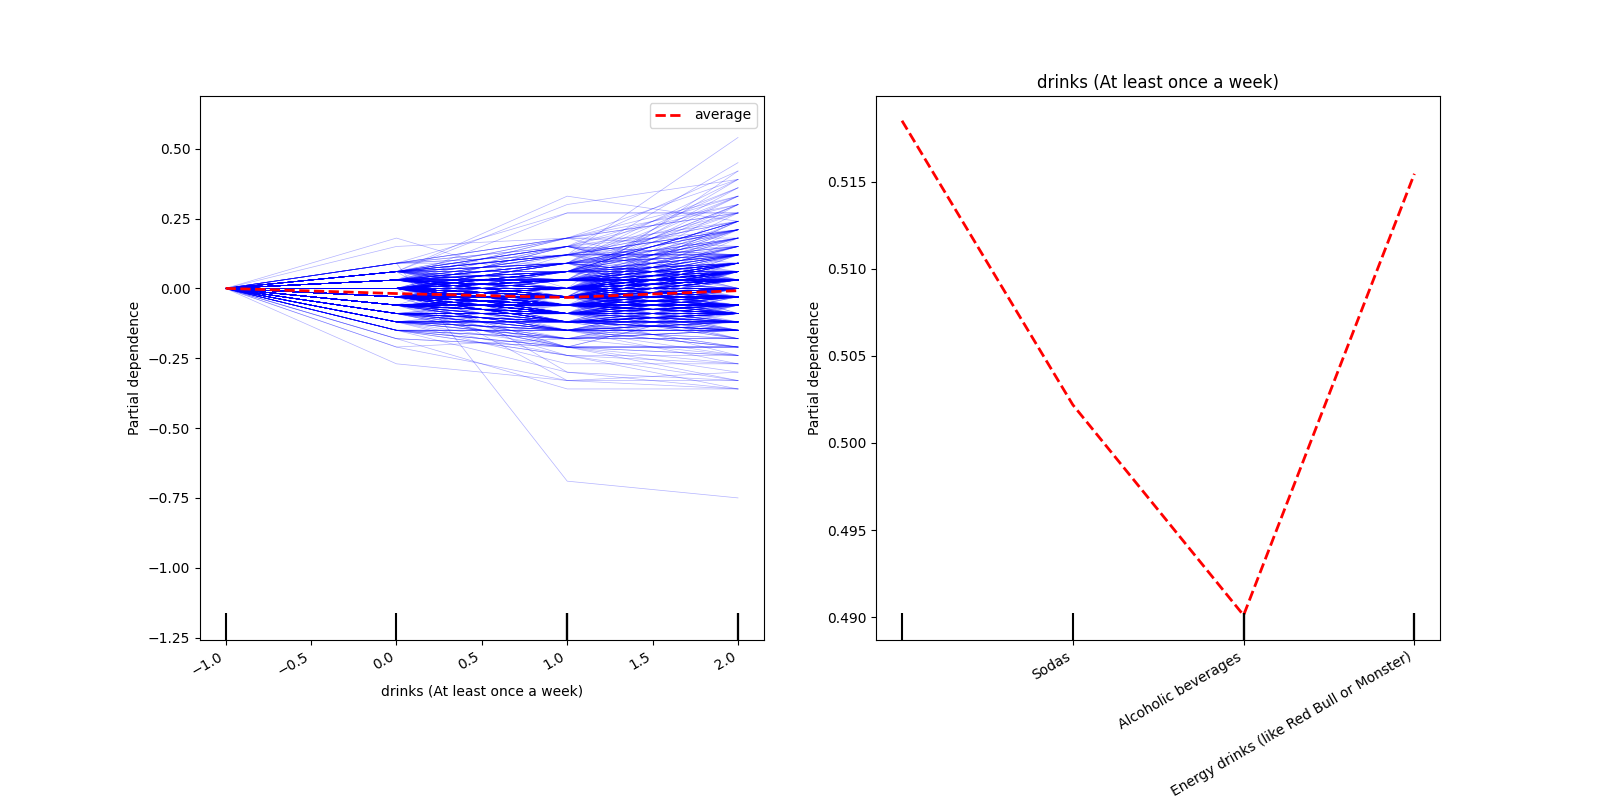 drinks (At least once a week)
average
0.50
0.25
0.00
−0.25
−0.50
−0.75
−1.00
−1.25
Partial dependence
−1.0
−0.5
0.0
0.5
1.0
1.5
2.0
drinks (At least once a week)
0.515
0.510
0.505
0.500
0.495
0.490
Partial dependence
Sodas
Alcoholic beverages
Energy drinks (like Red Bull or Monster)